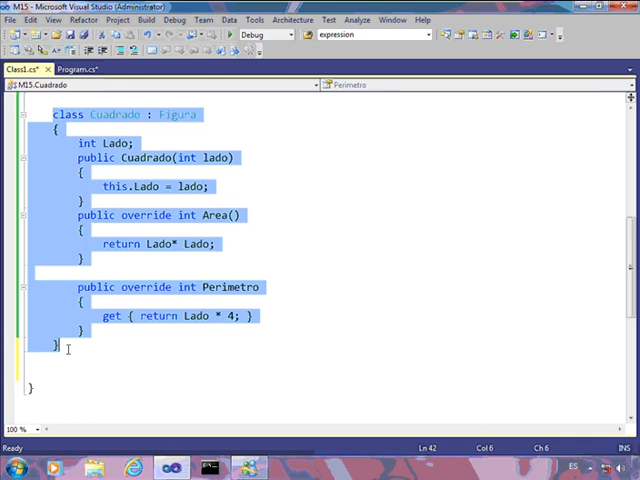 M15 - Microsoft Visual Studio (Administrator)
File Edit View Refactor Project Build Debug Team Data Tools Architecture Test Analyze Window Help
Debug expression
Class1.cs* Program.cs*
M15.Cuadrado Perimetro
class Cuadrado : Figura
{
int Lado;
public Cuadrado(int lado)
{
this.Lado = lado;
}
public override int Area()
{
return Lado* Lado;
}
public override int Perimetro
{
get { return Lado * 4; }
}
}
}
100 %
Ready Ln 42 Col 6 Ch 6 INS
ES